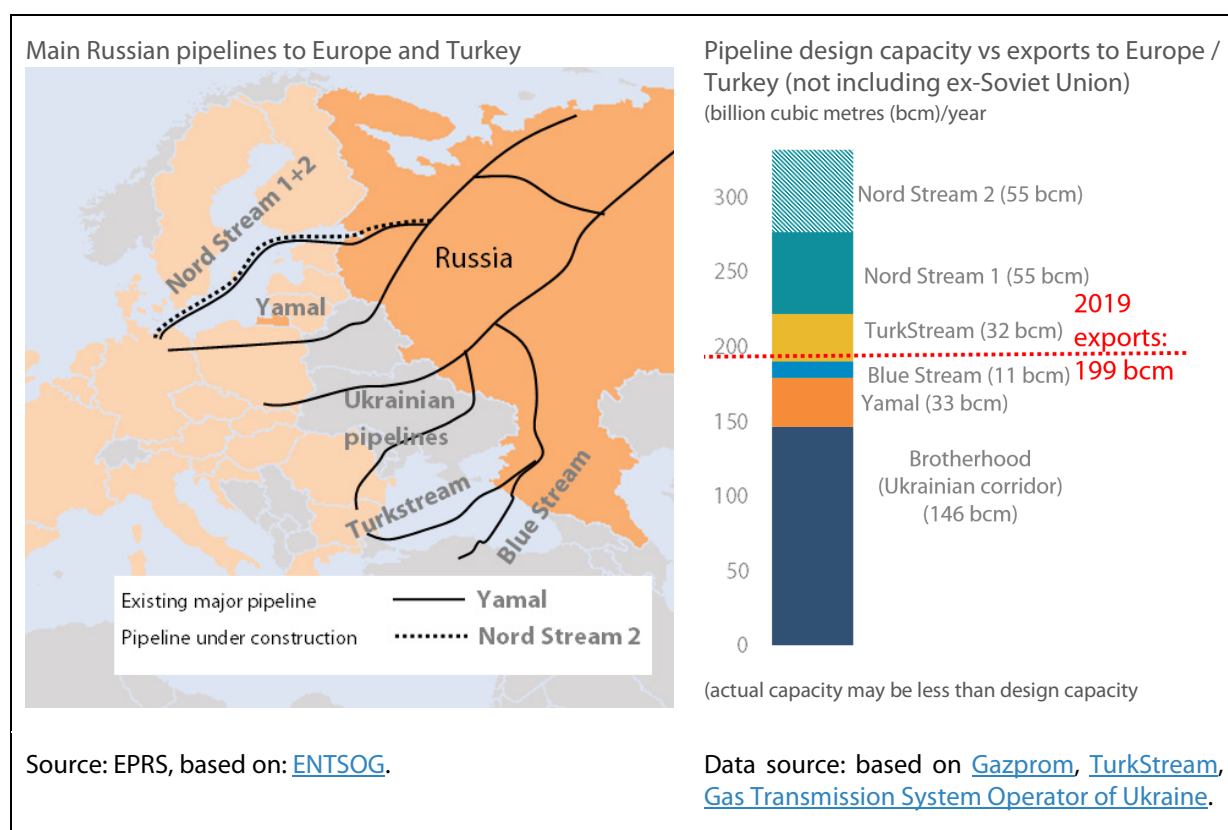 Main Russian pipelines to Europe and Turkey
Nord Stream 1+2
Russia
Yamal
Ukrainian
pipelines
Turkstream
Blue Stream
Existing major pipeline
Yamal
Pipeline under construction
Nord Stream 2
Source: EPRS, based on: ENTSOG.
Pipeline design capacity vs exports to Europe /
Turkey (not including ex-Soviet Union)
(billion cubic metres (bcm)/year
300
250
200
150
100
50
0
Nord Stream 2 (55 bcm)
Nord Stream 1 (55 bcm)
TurkStream (32 bcm)
Blue Stream (11 bcm)
Yamal (33 bcm)
Brotherhood
(Ukrainian corridor)
(146 bcm)
2019
exports:
199 bcm
(actual capacity may be less than design capacity
Data source: based on Gazprom, TurkStream,
Gas Transmission System Operator of Ukraine.